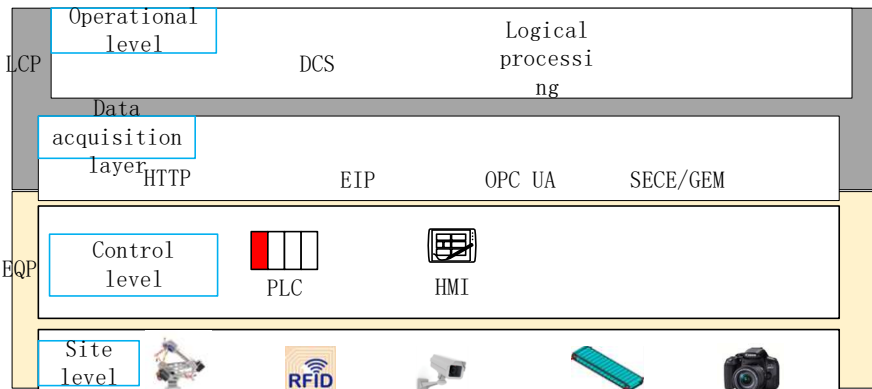 Operational
level
LCP
DCS
Logical
processi
ng
Data
acquisition
layer
HTTP
EIP
OPC UA
SECE/GEM
EQP
Control
level
PLC
HMI
Site
level
RFID